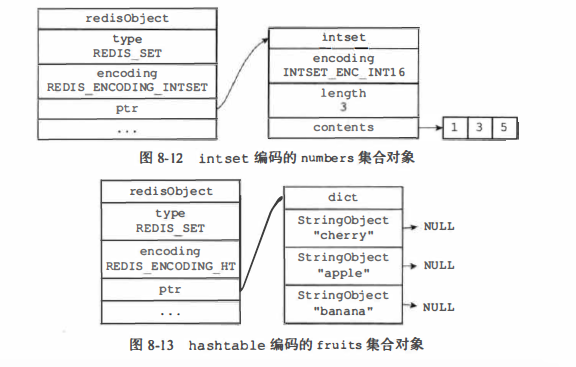 redisObject
type
REDIS_SET
encoding
REDIS_ENCODING_INTSET
ptr
...
intset
encoding
INTSET_ENC_INT16
length
3
contents
1 3 5
图 8-12 intset 编码的 numbers 集合对象
redisObject
type
REDIS_SET
encoding
REDIS_ENCODING_HT
ptr
...
dict
StringObject
"cherry"
NULL
StringObject
"apple"
NULL
StringObject
"banana"
NULL
图 8-13 hashtable 编码的 fruits 集合对象